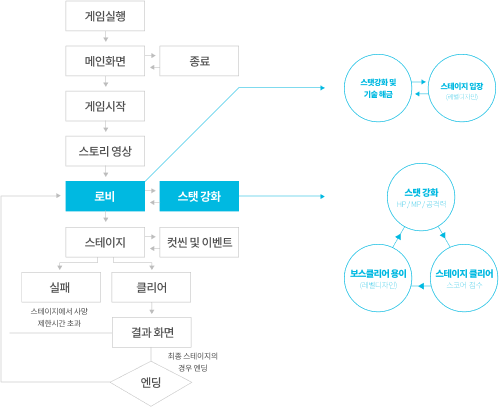 게임실행
메인화면
종료
게임시작
스토리 영상
로비
스탯 강화
스테이지
컷씬 및 이벤트
실패
클리어
스테이지에서 사망
제한시간 초과
결과 화면
최종 스테이지의
경우 엔딩
엔딩
스탯강화 및
기술 해금
스테이지 입장
(레벨디자인)
스탯 강화
HP / MP / 공격력
보스클리어 용이
(레벨디자인)
스테이지 클리어
스코어 점수